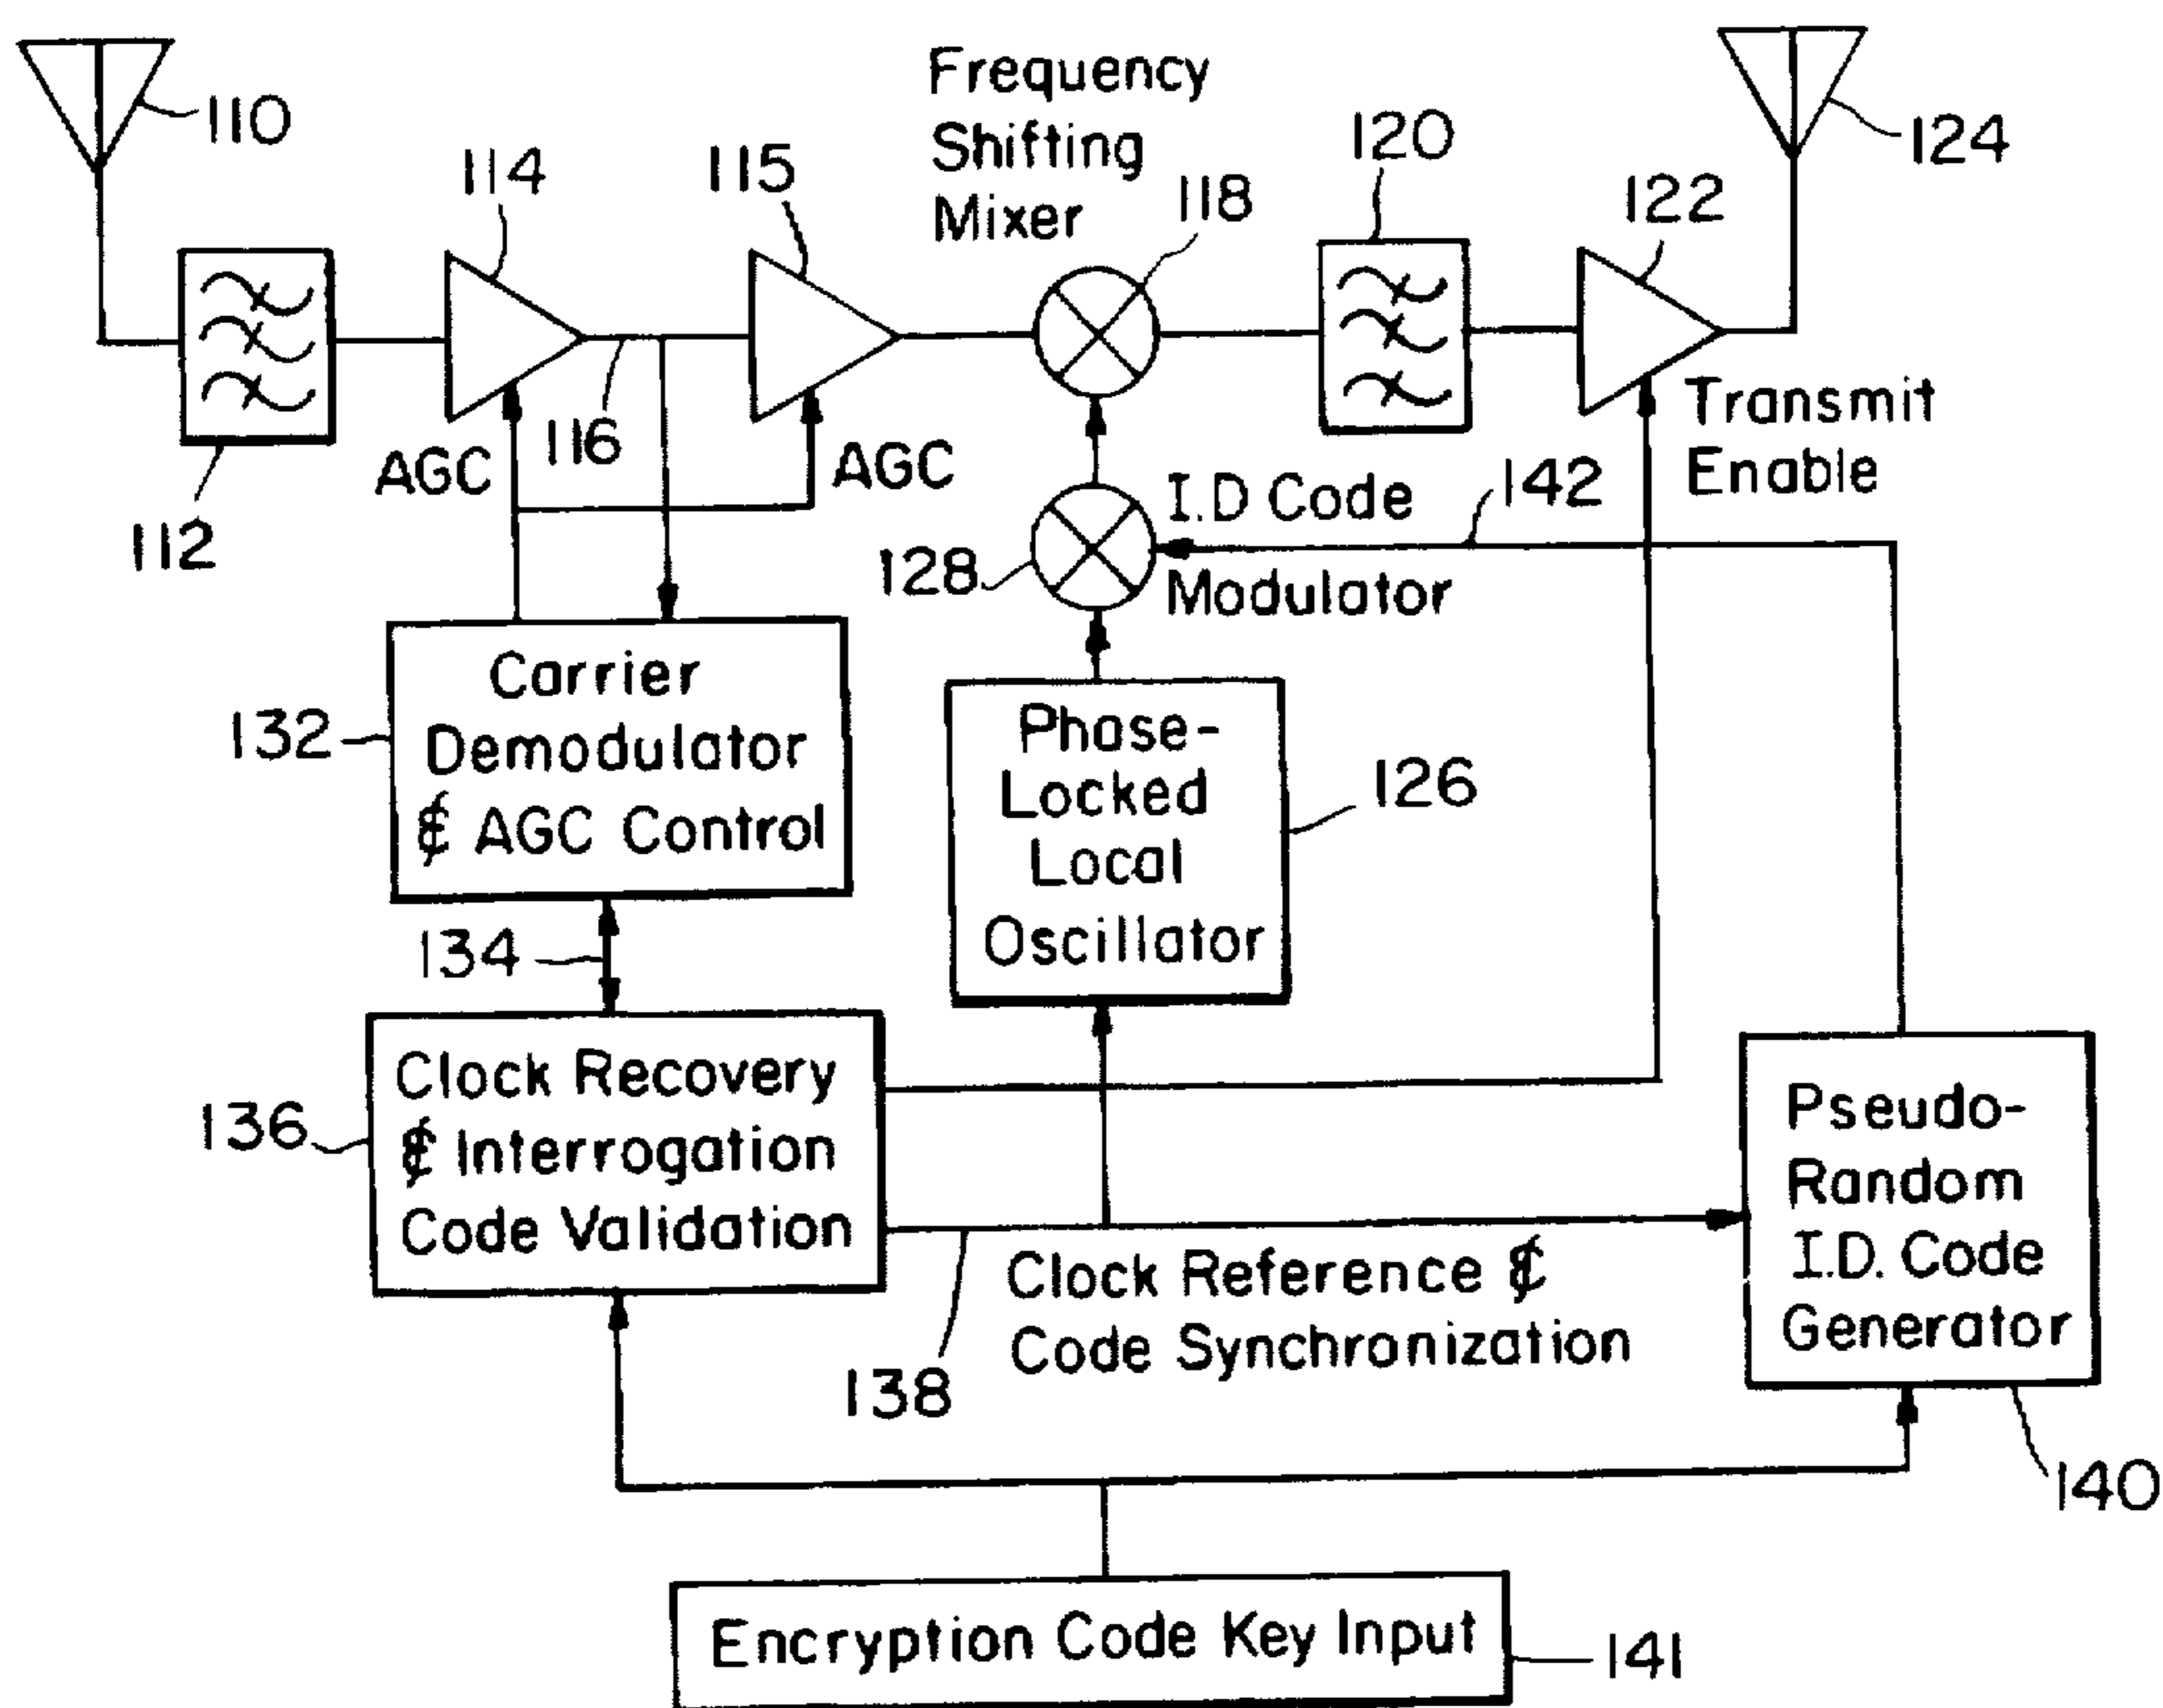 110
114
115
Frequency
Shifting
Mixer
118
120
122
124
112
AGC
116
AGC
128
I.D Code
Modulator
142
Transmit
Enable
132
Carrier
Demodulator
& AGC Control
Phase-
Locked
Local
Oscillator
126
134
136
Clock Recovery
& Interrogation
Code Validation
138
Clock Reference &
Code Synchronization
Pseudo-
Random
I.D. Code
Generator
140
Encryption Code Key Input
141